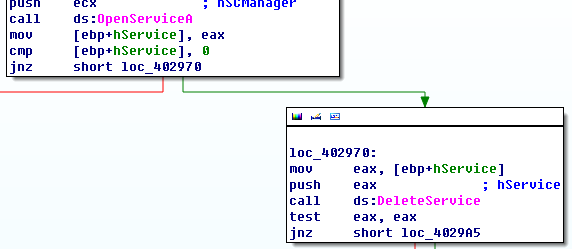 push    ecx             ; hSCManager
call    ds:OpenServiceA
mov     [ebp+hService], eax
cmp     [ebp+hService], 0
jnz     short loc_402970
loc_402970:
mov     eax, [ebp+hService]
push    eax             ; hService
call    ds:DeleteService
test    eax, eax
jnz     short loc_4029A5